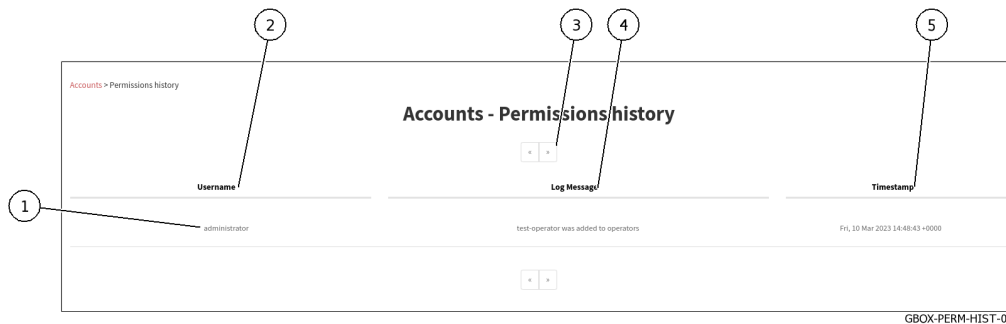 2 3 4 5
Accounts > Permissions history
Accounts - Permissions history
« »
Username Log Message Timestamp
1
administrator test-operator was added to operators Fri, 10 Mar 2023 14:48:43 +0000
« »
GBOX-PERM-HIST-0